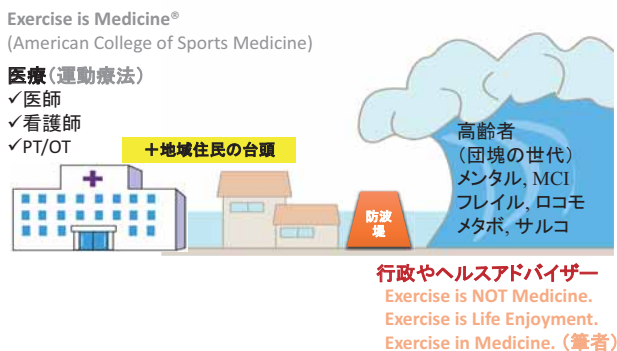 Exercise is Medicine®
(American College of Sports Medicine)
医療(運動療法)
✓医師
✓看護師
✓PT/OT
＋地域住民の台頭
防波
堤
高齢者
(団塊の世代)
メンタル, MCI
フレイル, ロコモ
メタボ, サルコ
行政やヘルスアドバイザー
Exercise is NOT Medicine.
Exercise is Life Enjoyment.
Exercise in Medicine. (筆者)